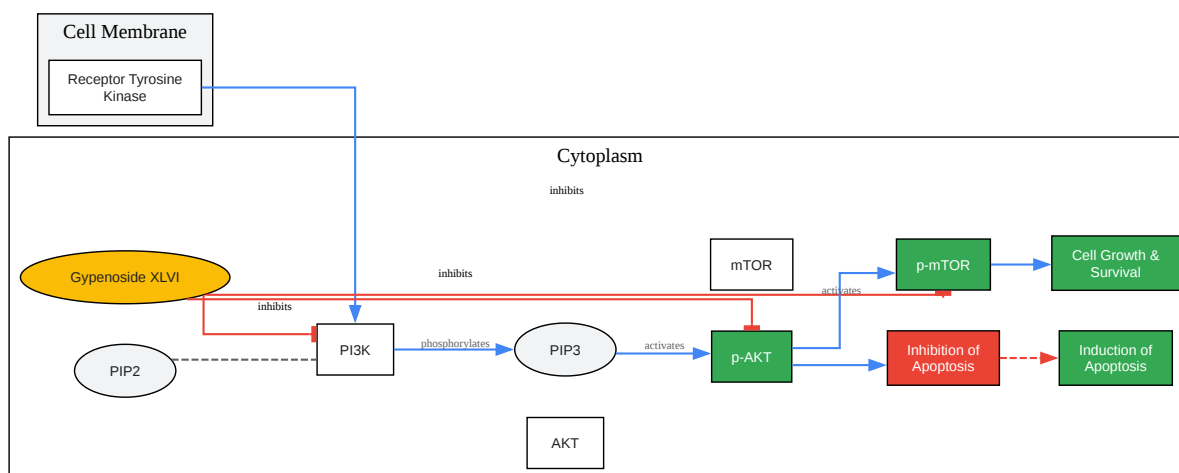 Cell Membrane
Receptor Tyrosine
Kinase
Cytoplasm
inhibits
mTOR
p-mTOR
Cell Growth &
Survival
Gypenoside XLVI
inhibits
activates
inhibits
PI3K
phosphorylates
PIP3
activates
p-AKT
Inhibition of
Apoptosis
Induction of
Apoptosis
PIP2
AKT